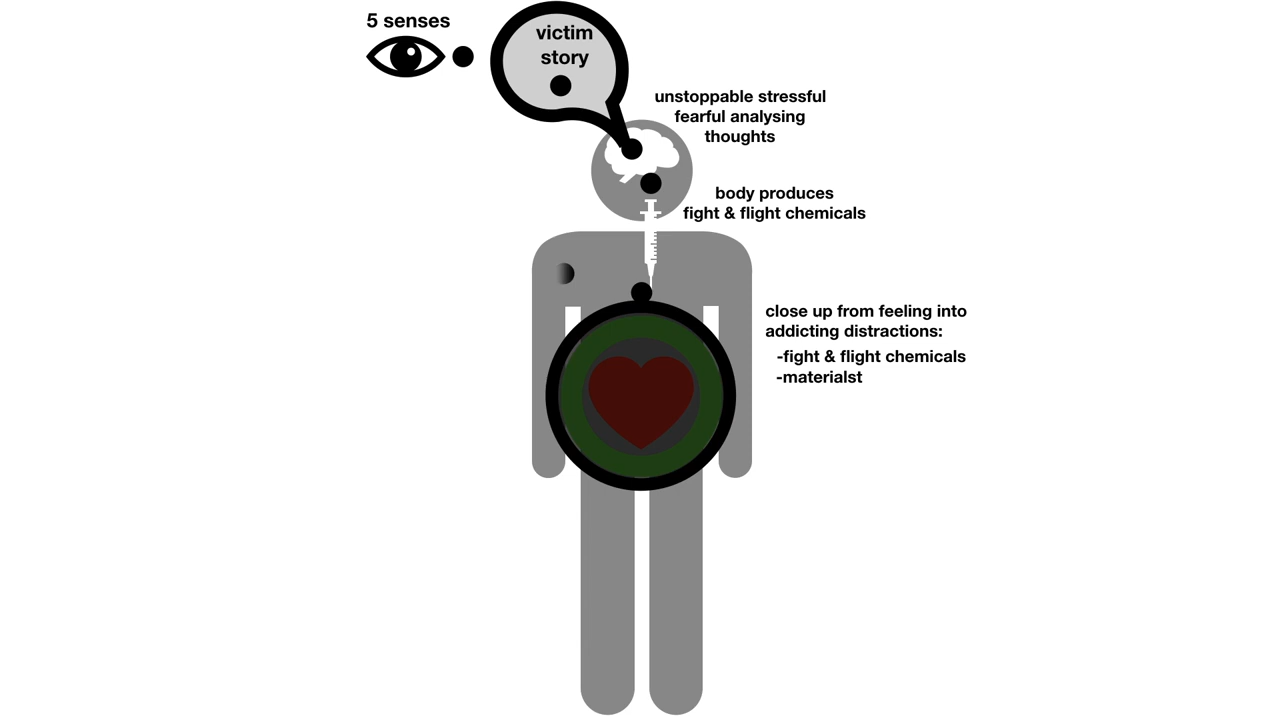 5 senses
victim
story
unstoppable stressful
fearful analysing
thoughts
body produces
fight & flight chemicals
close up from feeling into
addicting distractions:
-fight & flight chemicals
-materialst